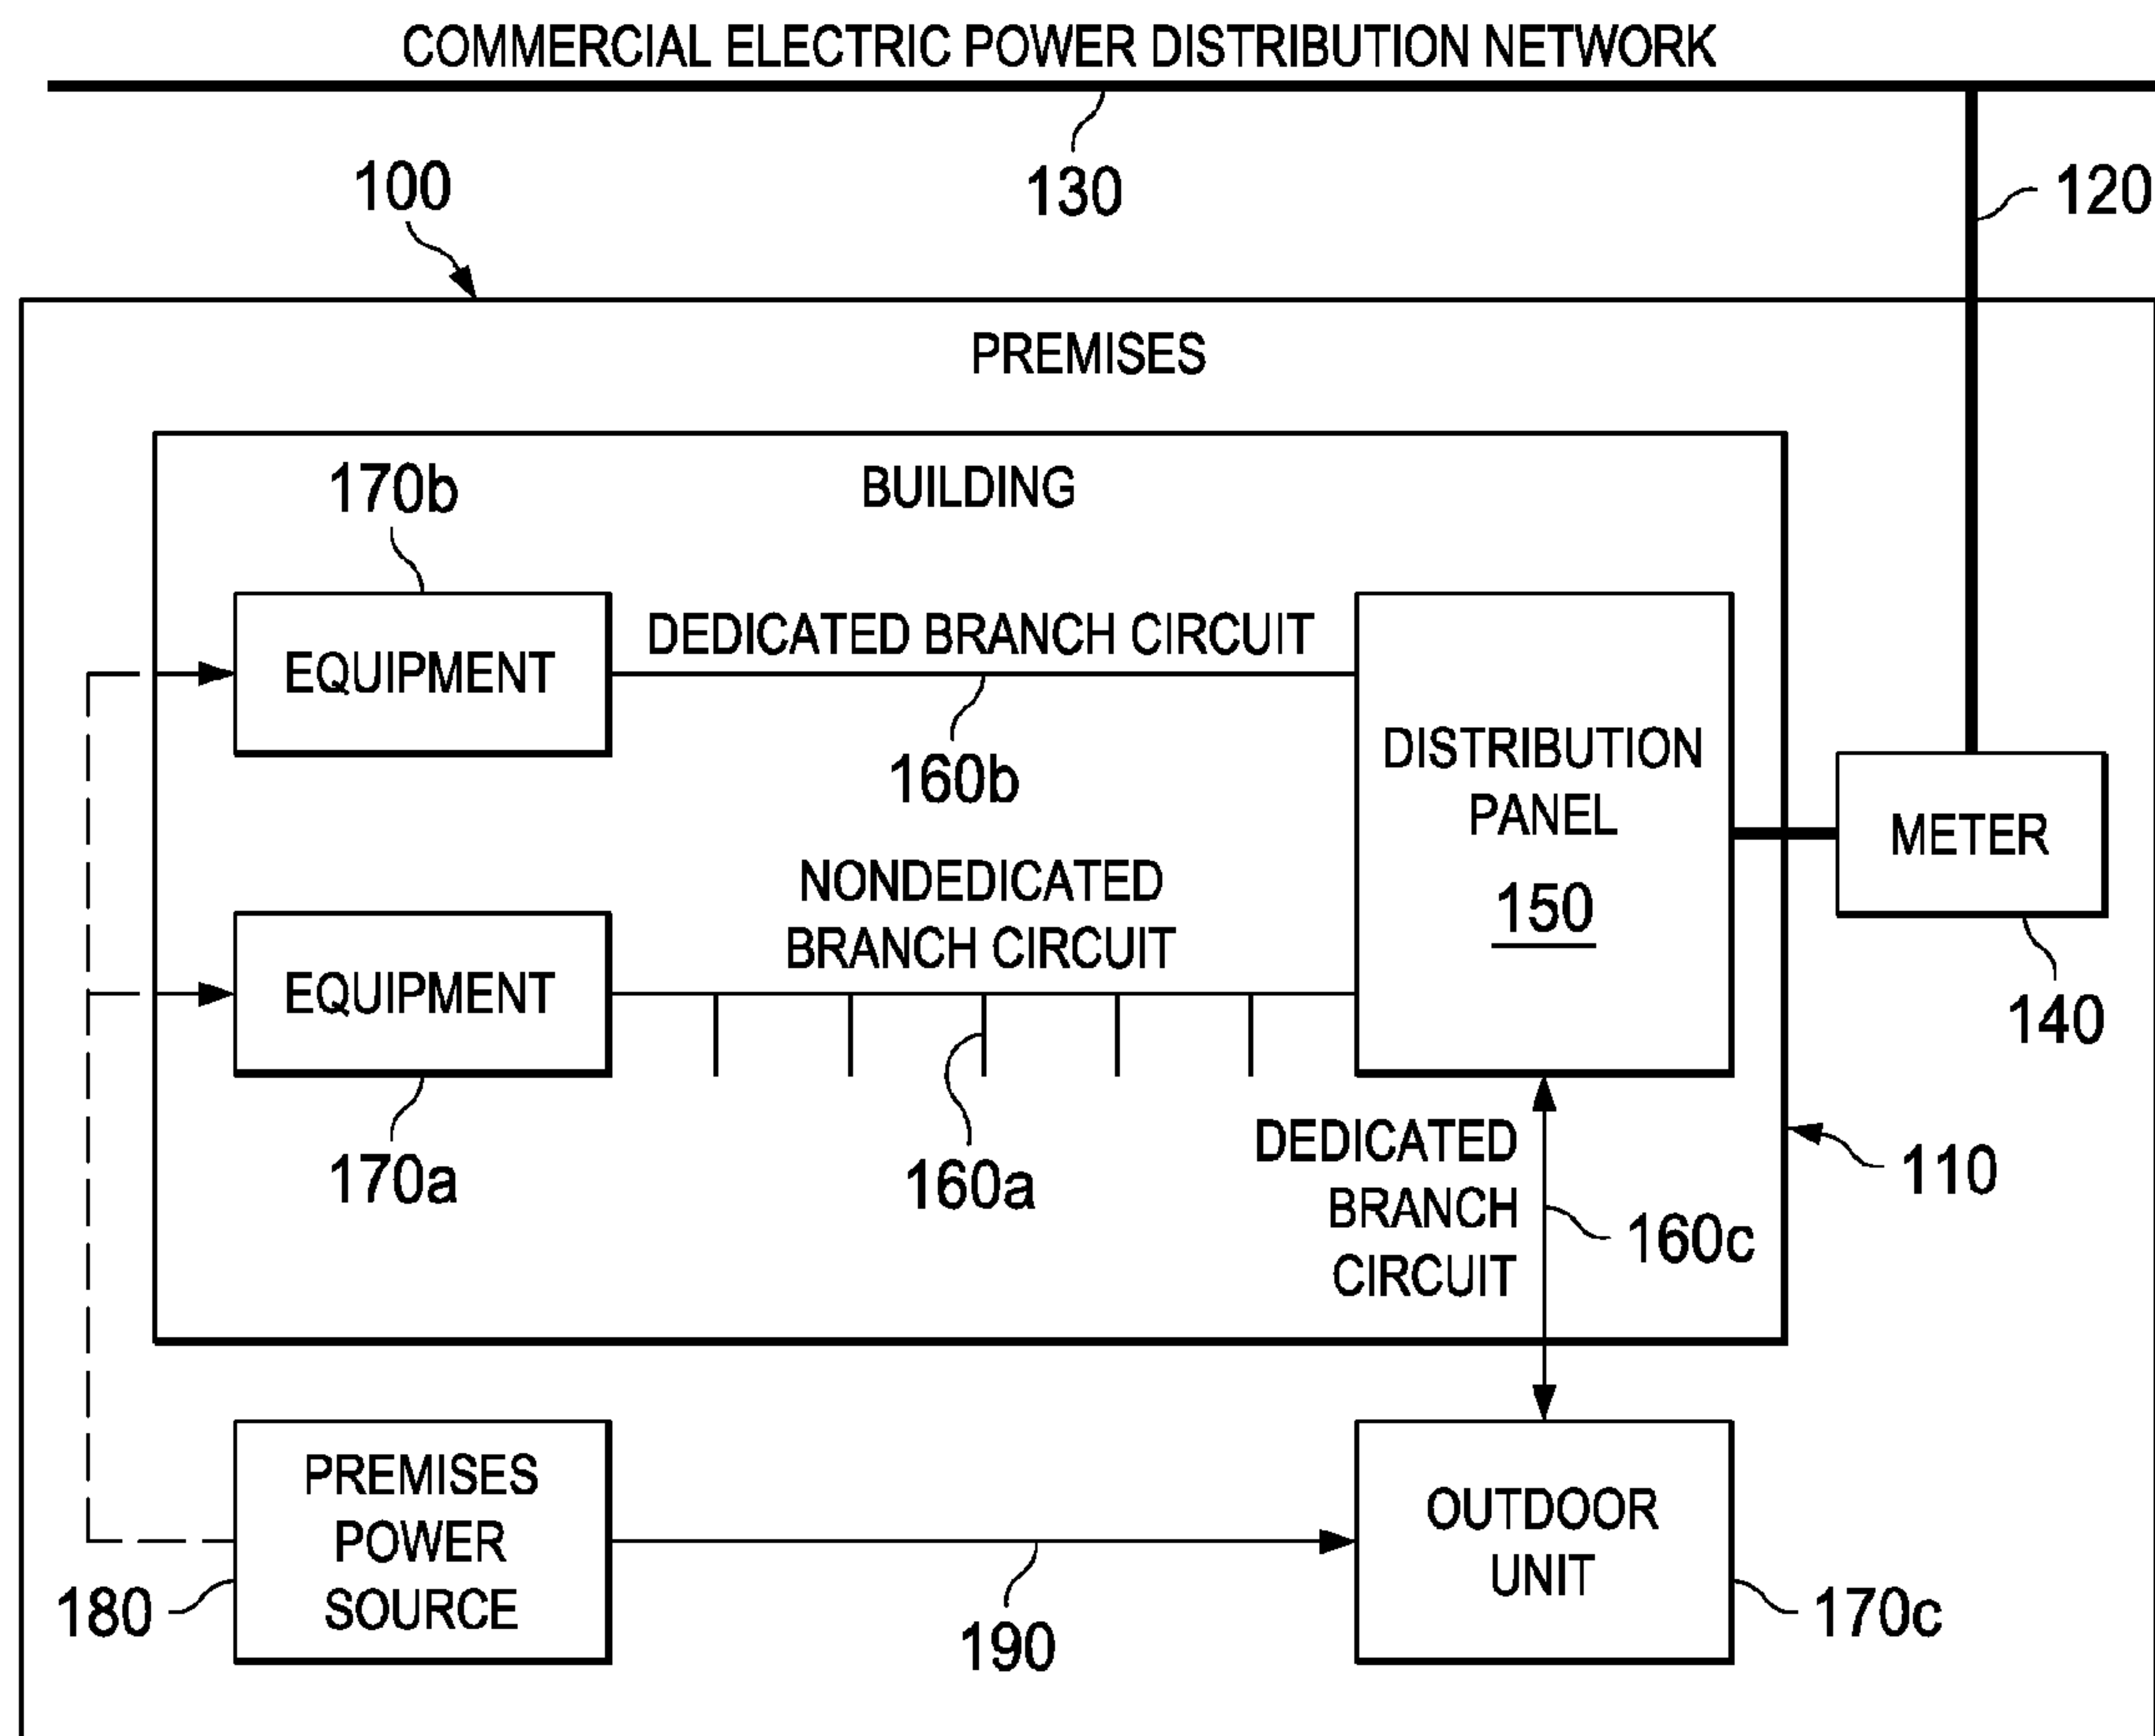 COMMERCIAL ELECTRIC POWER DISTRIBUTION NETWORK
130
120
100
PREMISES
BUILDING
170b
EQUIPMENT
DEDICATED BRANCH CIRCUIT
160b
DISTRIBUTION
PANEL
150
METER
140
NONDEDICATED
BRANCH CIRCUIT
EQUIPMENT
170a
160a
DEDICATED
BRANCH
CIRCUIT
160c
110
PREMISES
POWER
SOURCE
180
190
OUTDOOR
UNIT
170c